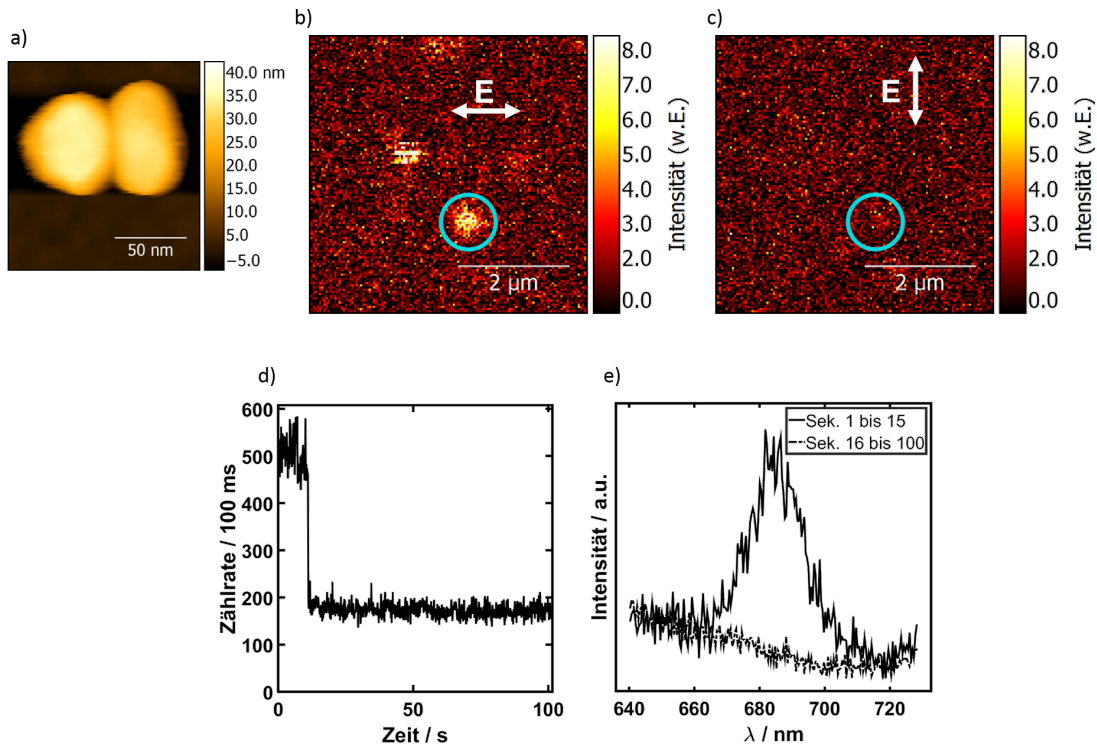 a)
40.0 nm
35.0
30.0
25.0
20.0
15.0
10.0
5.0
−5.0
50 nm
b)
E
2 µm
8.0
7.0
6.0
5.0
4.0
3.0
2.0
1.0
0.0
Intensität (w.E.)
c)
E
2 µm
8.0
7.0
6.0
5.0
4.0
3.0
2.0
1.0
0.0
Intensität (w.E.)
d)
600
500
400
300
200
100
0
0
50
100
Zählrate / 100 ms
Zeit / s
e)
Sek. 1 bis 15
Sek. 16 bis 100
Intensität / a.u.
640
660
680
700
720
λ / nm